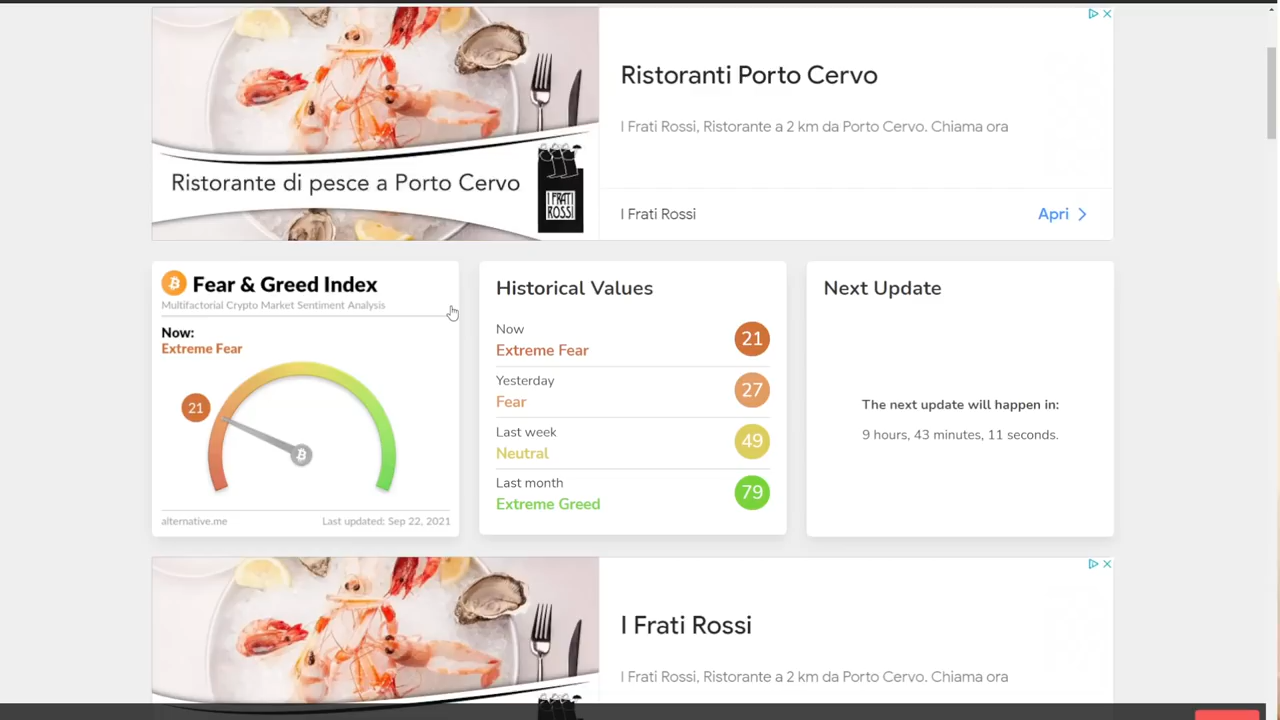 Ristorante di pesce a Porto Cervo
I FRATI
ROSSI
Ristoranti Porto Cervo
I Frati Rossi, Ristorante a 2 km da Porto Cervo. Chiama ora
I Frati Rossi
Apri
Fear & Greed Index
Multifactorial Crypto Market Sentiment Analysis
Now:
Extreme Fear
21
alternative.me
Last updated: Sep 22, 2021
Historical Values
Now
Extreme Fear
21
Yesterday
Fear
27
Last week
Neutral
49
Last month
Extreme Greed
79
Next Update
The next update will happen in:
9 hours, 43 minutes, 11 seconds.
I Frati Rossi
I Frati Rossi, Ristorante a 2 km da Porto Cervo. Chiama ora